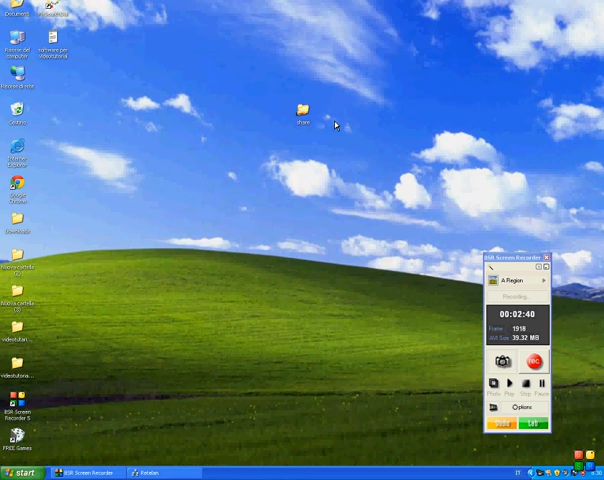 Documenti
Risorse del
computer
software per
videotutorial
Risorse di rete
Cestino
Internet
Explorer
Google
Chrome
Downloads
Nuova cartella
(2)
Nuova cartella
(3)
videotutori...
videotutoria...
BSR Screen
Recorder 5
FREE Games
share
BSR Screen Recorder
A Region
Recording...
00:02:40
Frame: 1918
AVI Size: 39.32 MB
REC
Photo Play Stop Pause
Options
Lab
start
BSR Screen Recorder
IT